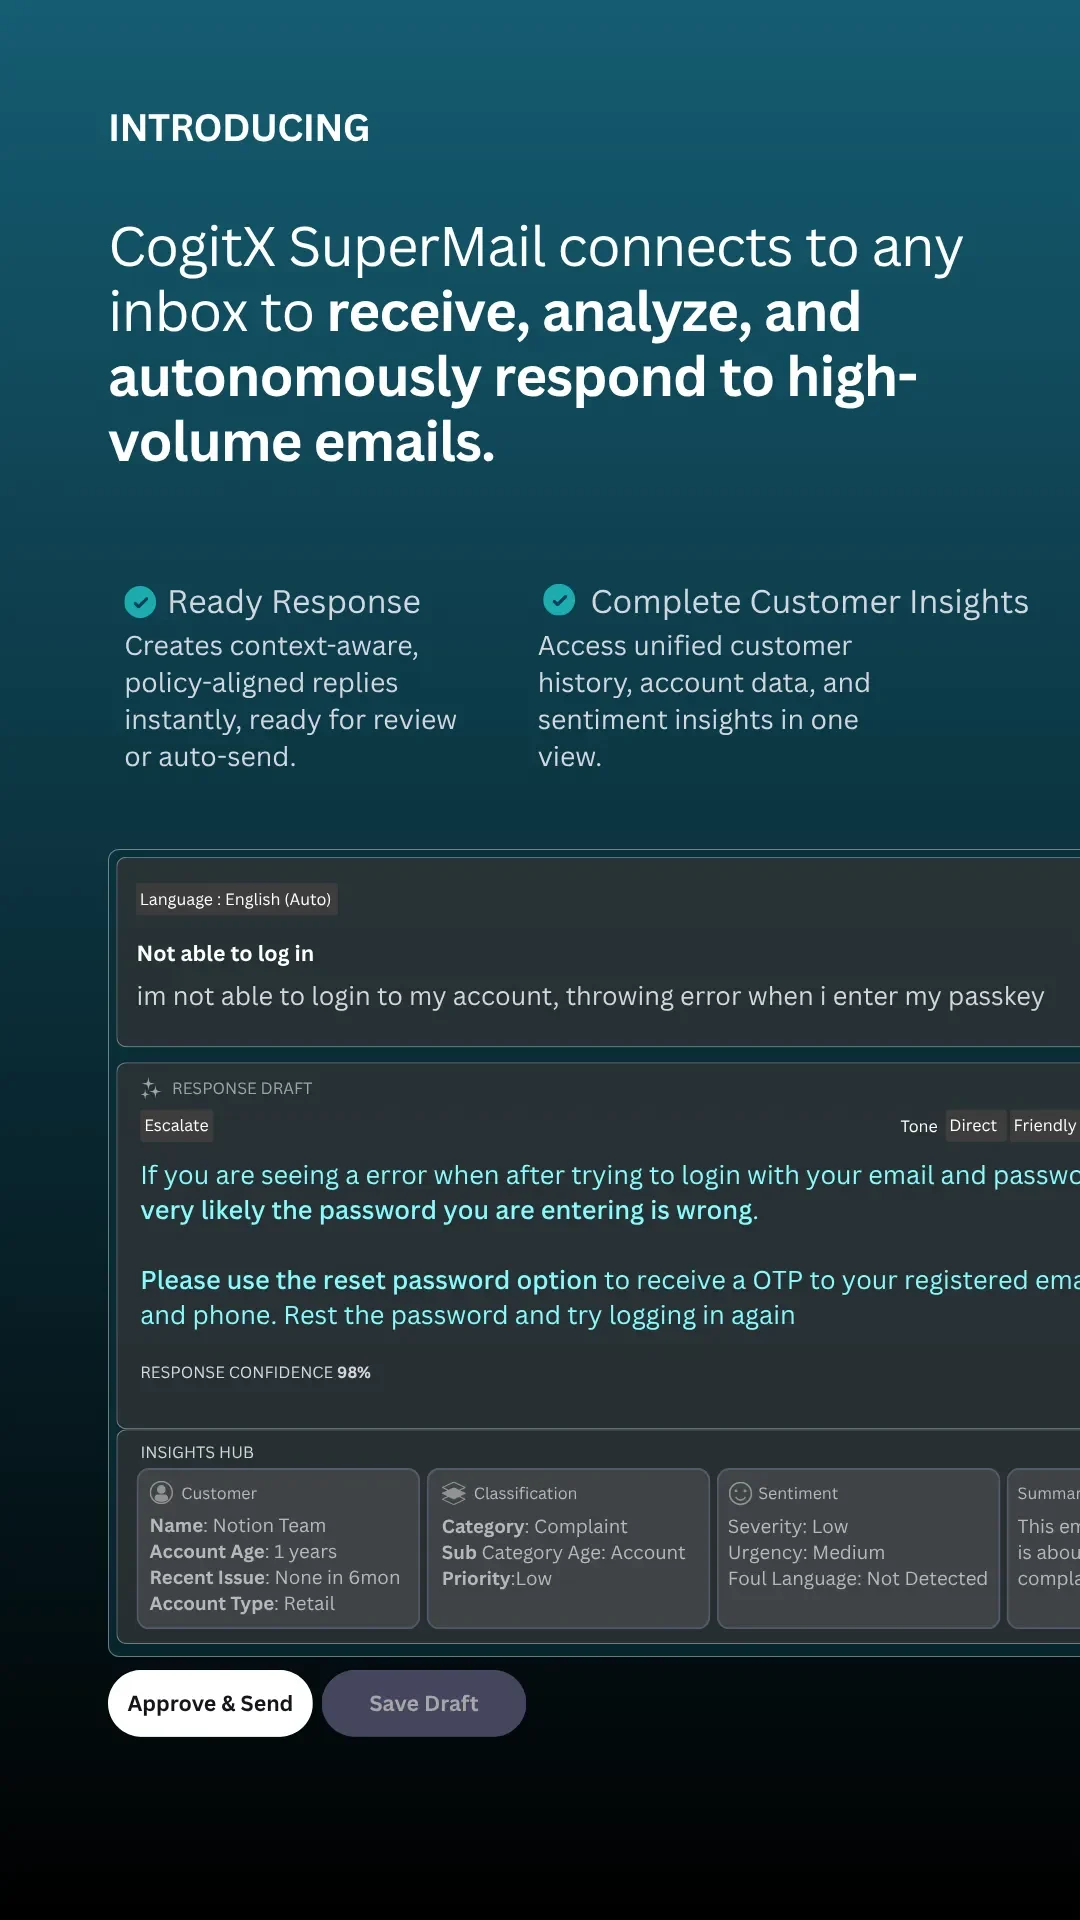 INTRODUCING
CogitX SuperMail connects to any
inbox to receive, analyze, and
autonomously respond to high-
volume emails.
Ready Response
Creates context-aware,
policy-aligned replies
instantly, ready for review
or auto-send.
Complete Customer Insights
Access unified customer
history, account data, and
sentiment insights in one
view.
Language : English (Auto)
Not able to log in
im not able to login to my account, throwing error when i enter my passkey
RESPONSE DRAFT
Escalate
Tone Direct Friendly
If you are seeing a error when after trying to login with your email and
very likely the password you are entering is wrong.
Please use the reset password option to receive a OTP to your registered
and phone. Rest the password and try logging in again
RESPONSE CONFIDENCE 98%
INSIGHTS HUB
Customer
Name: Notion Team
Account Age: 1 years
Recent Issue: None in 6mon
Account Type: Retail
Classification
Category: Complaint
Sub Category Age: Account
Priority:Low
Sentiment
Severity: Low
Urgency: Medium
Foul Language: Not Detected
This
is
Approve & Send
Save Draft